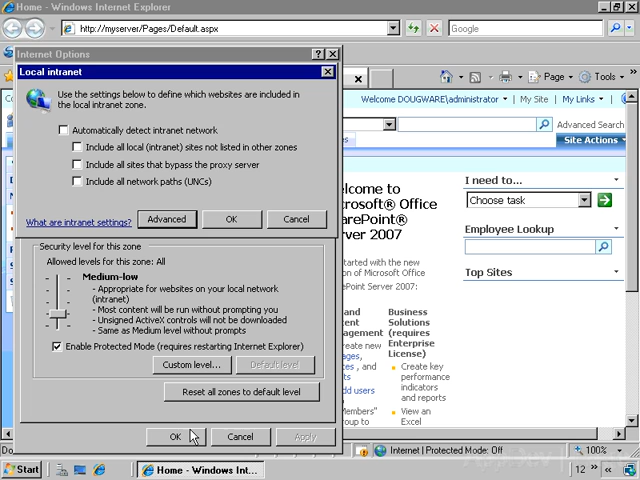 Home - Windows Internet Explorer
http://myserver/Pages/Default.aspx
Google
Page
Tools
Welcome DOUGWARE\administrator
My Site
My Links
Advanced Search
Site Actions
Internet Options
Local intranet
Use the settings below to define which websites are included in
the local intranet zone.
Automatically detect intranet network
Include all local (intranet) sites not listed in other zones
Include all sites that bypass the proxy server
Include all network paths (UNCs)
What are intranet settings?
Advanced
OK
Cancel
Security level for this zone
Allowed levels for this zone: All
Medium-low
- Appropriate for websites on your local network
(intranet)
- Most content will be run without prompting you
- Unsigned ActiveX controls will not be downloaded
- Same as Medium level without prompts
Enable Protected Mode (requires restarting Internet Explorer)
Custom level...
Default level
Reset all zones to default level
OK
Cancel
Apply
elcome to
crosoft® Office
arePoint®
rver 2007
started with the new
ion of Microsoft Office
Point Server 2007:
Business
Solutions
(requires
Enterprise
License)
Create key
performance
indicators
and reports
View an
Excel
I need to...
Choose task
Employee Lookup
Top Sites
Internet | Protected Mode: Off
100%
Start
Home - Windows Int...
12